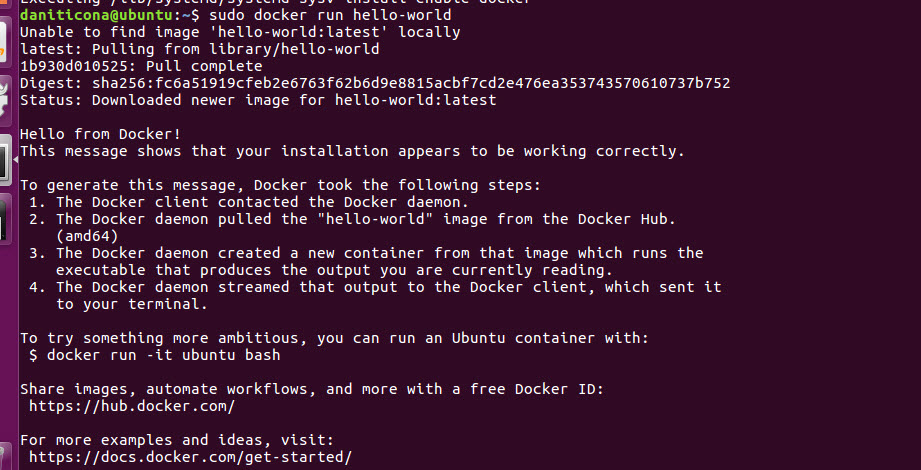 Executing /lib/systemd/systemd-sysv-install enable docker
daniticona@ubuntu:~$ sudo docker run hello-world
Unable to find image 'hello-world:latest' locally
latest: Pulling from library/hello-world
1b930d010525: Pull complete
Digest: sha256:fc6a51919cfeb2e6763f62b6d9e8815acbf7cd2e476ea353743570610737b752
Status: Downloaded newer image for hello-world:latest

Hello from Docker!
This message shows that your installation appears to be working correctly.

To generate this message, Docker took the following steps:
 1. The Docker client contacted the Docker daemon.
 2. The Docker daemon pulled the "hello-world" image from the Docker Hub.
    (amd64)
 3. The Docker daemon created a new container from that image which runs the
    executable that produces the output you are currently reading.
 4. The Docker daemon streamed that output to the Docker client, which sent it
    to your terminal.

To try something more ambitious, you can run an Ubuntu container with:
 $ docker run -it ubuntu bash

Share images, automate workflows, and more with a free Docker ID:
 https://hub.docker.com/

For more examples and ideas, visit:
 https://docs.docker.com/get-started/